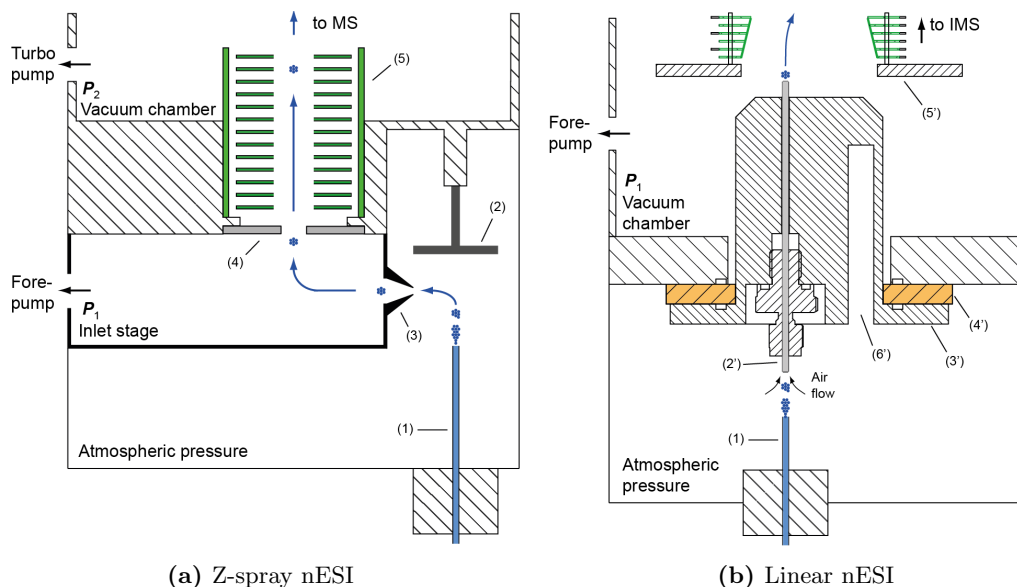 to MS
Turbo
pump
P2
Vacuum chamber
(5)
(2)
(4)
Fore-
pump
P1
Inlet stage
(3)
(1)
Atmospheric pressure
(a) Z-spray nESI
to IMS
(5')
Fore-
pump
P1
Vacuum
chamber
(4')
(2')
(6')
(3')
Air
flow
(1)
Atmospheric
pressure
(b) Linear nESI